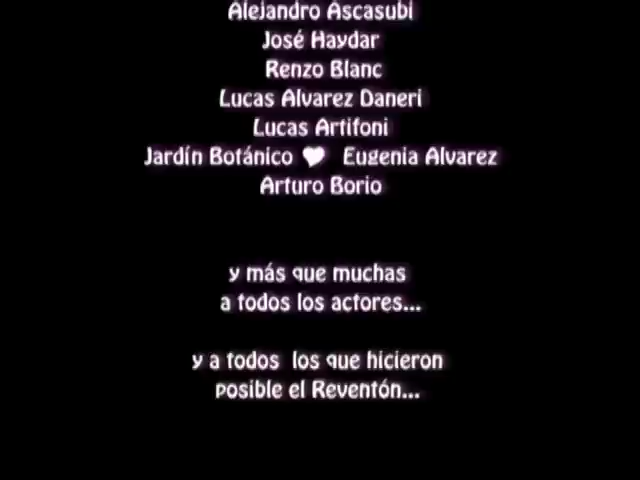 Alejandro Ascasubi
José Haydar
Renzo Blanc
Lucas Alvarez Daneri
Lucas Artifoni
Jardín Botánico ♥ Eugenia Alvarez
Arturo Borio
y más que muchas
a todos los actores...
y a todos los que hicieron
posible el Reventón...